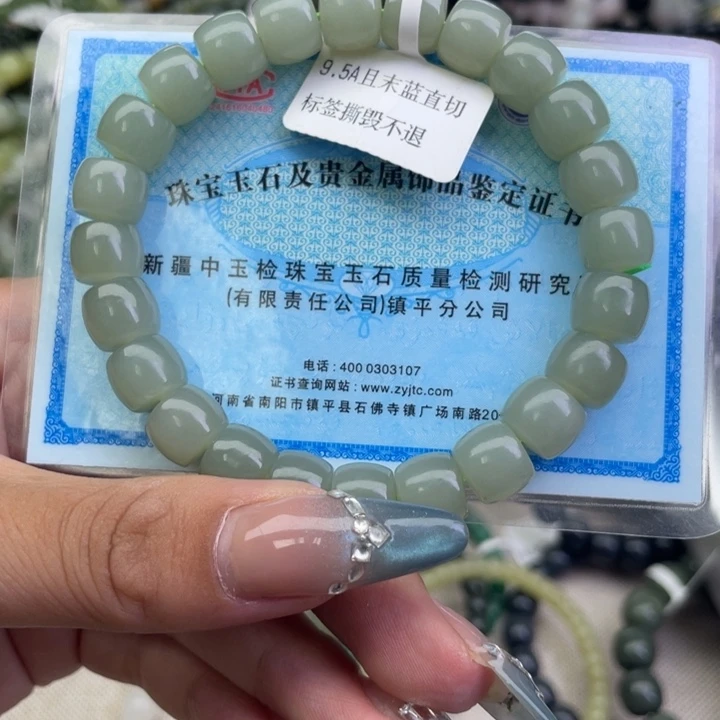 9.5A且末蓝直切
标签撕毁不退
珠宝玉石及贵金属饰品鉴定证书
新疆中玉检珠宝玉石质量检测研究
(有限责任公司)镇平分公司
电话：400 0303107
证书查询网站：www.zyjtc.com
河南省南阳市镇平县石佛寺镇广场南路20